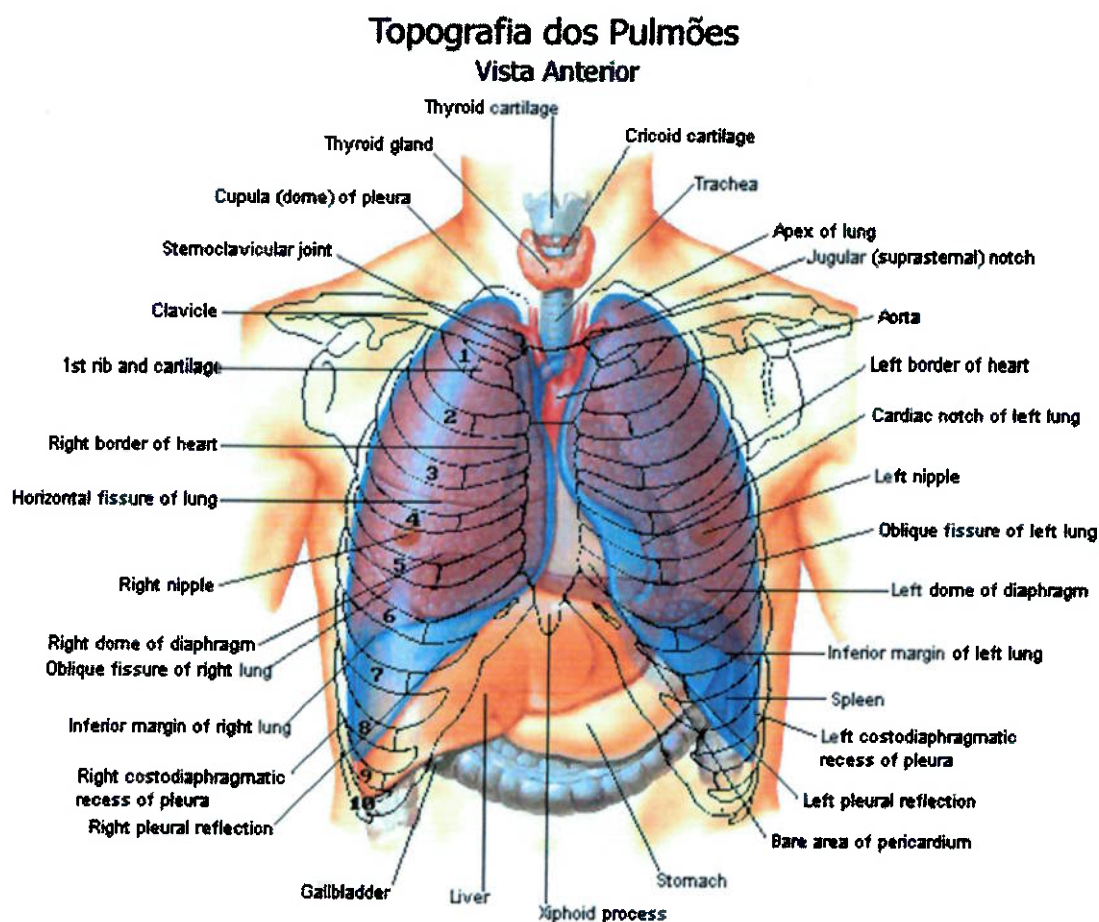 Topografia dos Pulmões
Vista Anterior
Thyroid cartilage
Thyroid gland
Cricoid cartilage
Trachea
Cupula (dome) of pleura
Apex of lung
Sternoclavicular joint
Jugular (suprasternal) notch
Clavicle
Aorta
1st rib and cartilage
Left border of heart
Cardiac notch of left lung
Right border of heart
Left nipple
Horizontal fissure of lung
Oblique fissure of left lung
Right nipple
Left dome of diaphragm
Right dome of diaphragm
Inferior margin of left lung
Oblique fissure of right lung
Spleen
Inferior margin of right lung
Left costodiaphragmatic
recess of pleura
Right costodiaphragmatic
recess of pleura
Left pleural reflection
Right pleural reflection
Bare area of pericardium
Gallbladder
Liver
Stomach
Xiphoid process
1
2
3
4
5
6
7
8
9
10